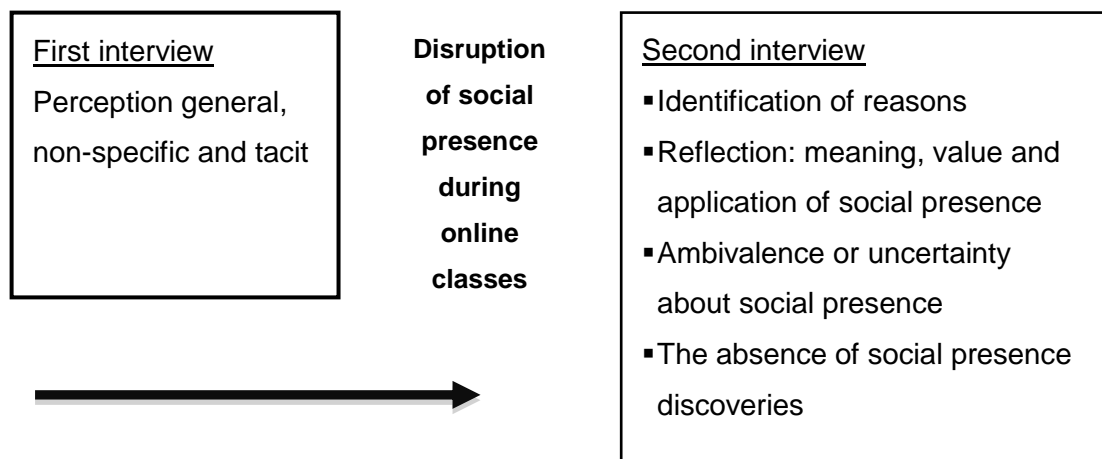 First interview
Perception general,
non-specific and tacit
Disruption
of social
presence
during
online
classes
Second interview
▪Identification of reasons
▪Reflection: meaning, value and
application of social presence
▪Ambivalence or uncertainty
about social presence
▪The absence of social presence
discoveries